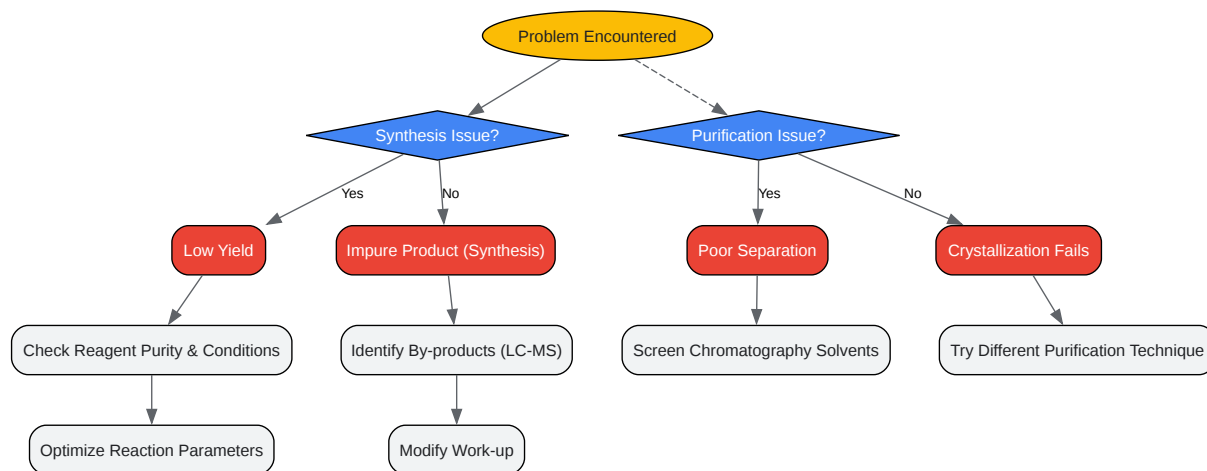 Problem Encountered
Synthesis Issue?
Purification Issue?
Yes
No
Yes
No
Low Yield
Impure Product (Synthesis)
Poor Separation
Crystallization Fails
Check Reagent Purity & Conditions
Identify By-products (LC-MS)
Screen Chromatography Solvents
Try Different Purification Technique
Optimize Reaction Parameters
Modify Work-up